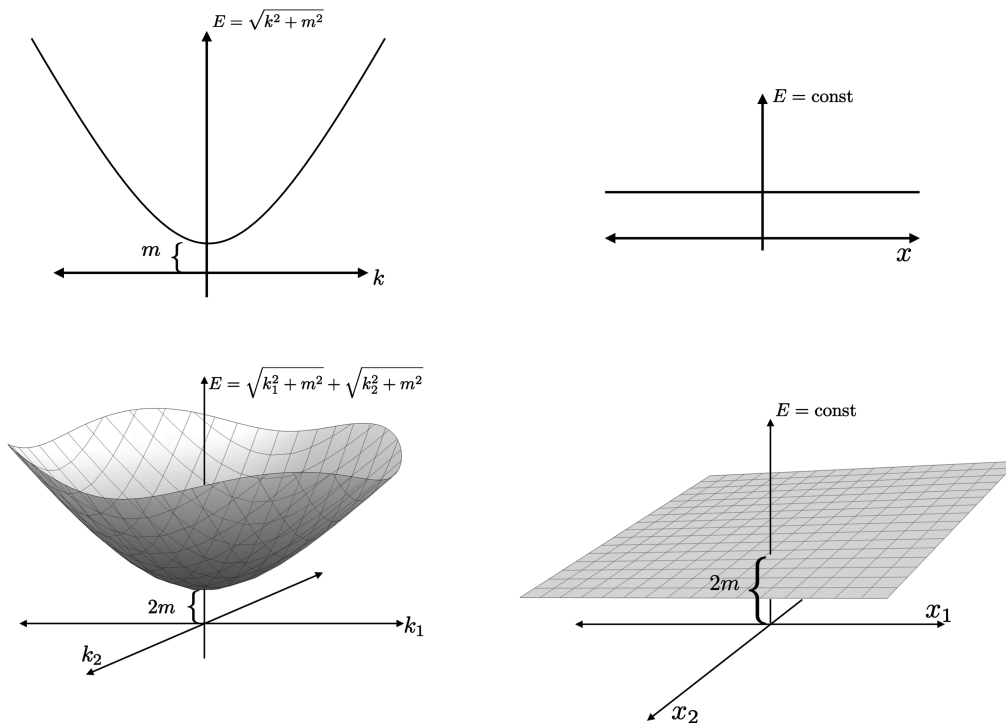 E = √(k² + m²)
m
k
E = const
x
E = √(k₁² + m²) + √(k₂² + m²)
2m
k₁
k₂
E = const
2m
x₁
x₂